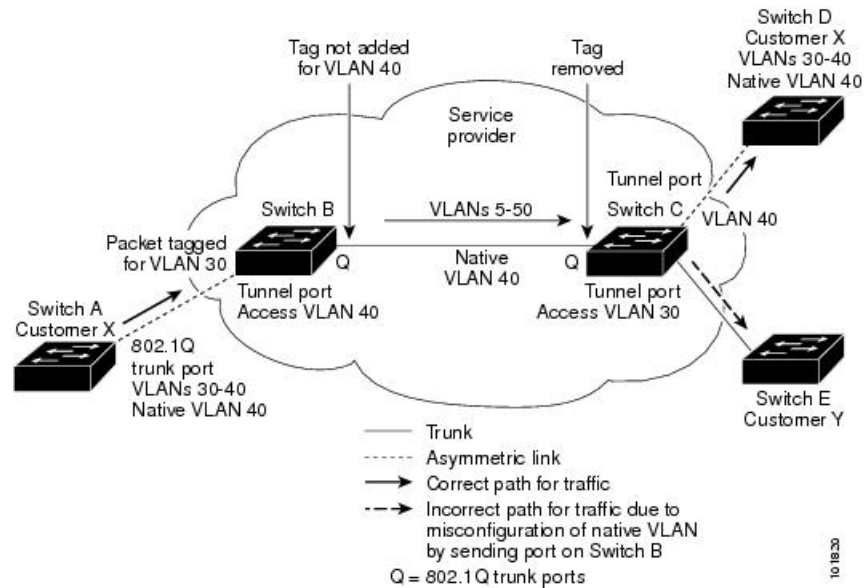 Tag not added
for VLAN 40
Tag
removed
Switch D
Customer X
VLANs 30-40
Native VLAN 40
Service
provider
Tunnel port
Switch B
VLANs 5-50
Switch C
VLAN 40
Packet tagged
for VLAN 30
Q
Native
VLAN 40
Q
Switch A
Customer X
Tunnel port
Access VLAN 40
Tunnel port
Access VLAN 30
802.1Q
trunk port
VLANs 30-40
Native VLAN 40
Switch E
Customer Y
Trunk
Asymmetric link
Correct path for traffic
Incorrect path for traffic due to
misconfiguration of native VLAN
by sending port on Switch B
Q = 802.1Q trunk ports
101820